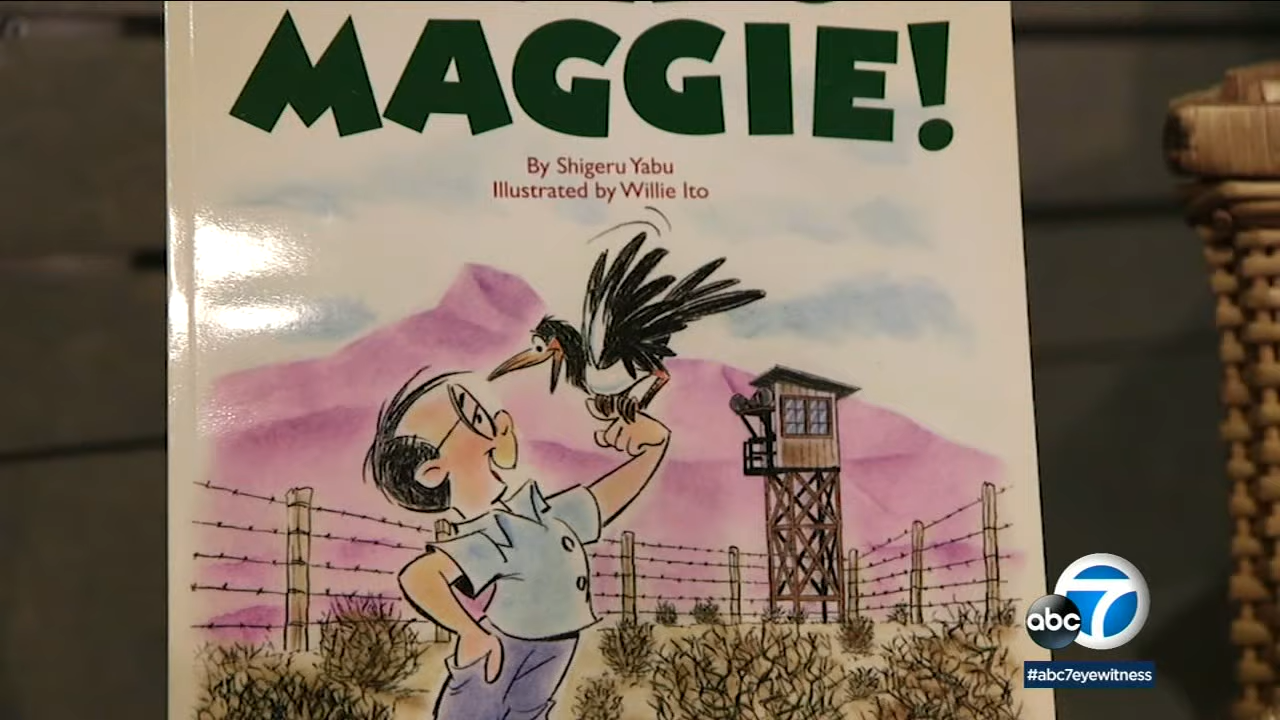 MAGGIE!
By Shigeru Yabu
Illustrated by Willie Ito
abc 7
#abc7eyewitness